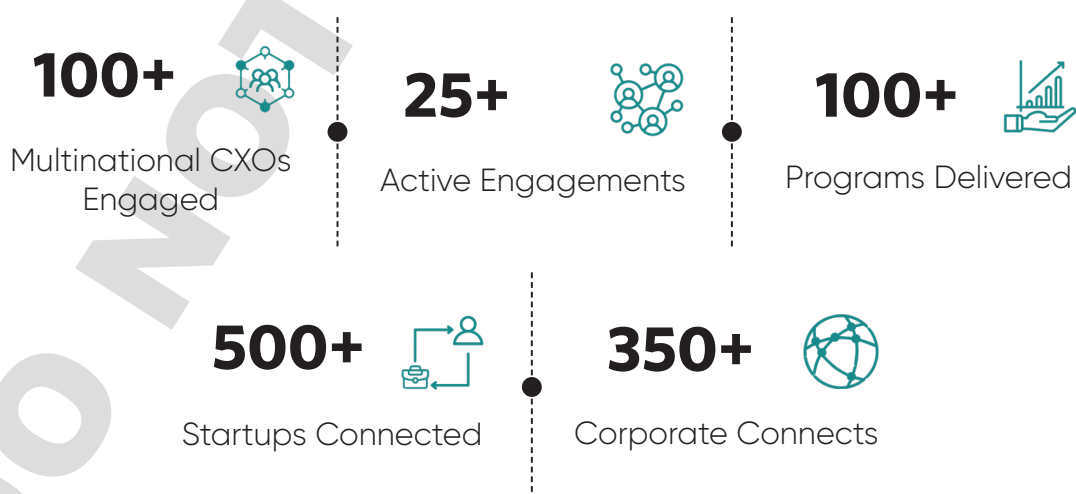 100+
Multinational CXOs
Engaged
25+
Active Engagements
100+
Programs Delivered
500+
Startups Connected
350+
Corporate Connects